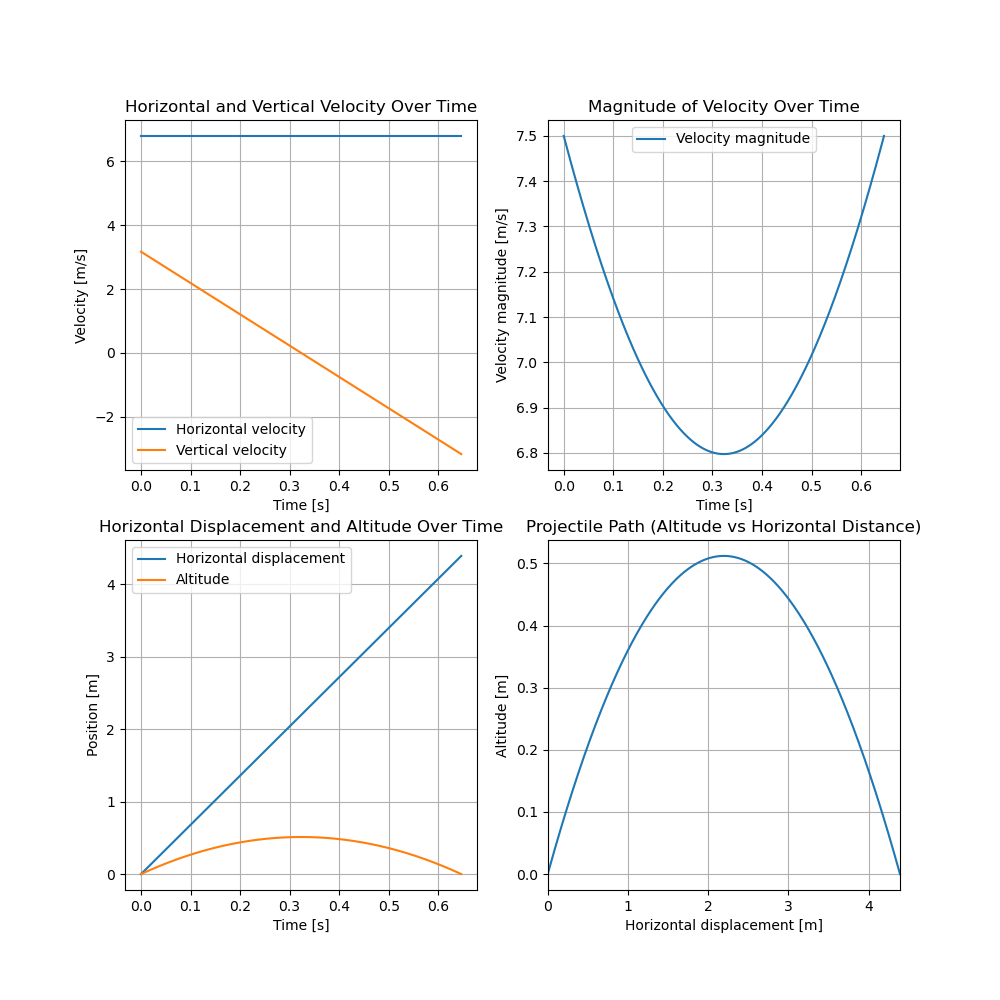 Horizontal and Vertical Velocity Over Time
Velocity [m/s]
6
4
2
0
−2
Horizontal velocity
Vertical velocity
0.0 0.1 0.2 0.3 0.4 0.5 0.6
Time [s]
Magnitude of Velocity Over Time
Velocity magnitude [m/s]
Velocity magnitude
7.5
7.4
7.3
7.2
7.1
7.0
6.9
6.8
0.0 0.1 0.2 0.3 0.4 0.5 0.6
Time [s]
Horizontal Displacement and Altitude Over Time
Position [m]
Horizontal displacement
Altitude
4
3
2
1
0
0.0 0.1 0.2 0.3 0.4 0.5 0.6
Time [s]
Projectile Path (Altitude vs Horizontal Distance)
Altitude [m]
0.5
0.4
0.3
0.2
0.1
0.0
0 1 2 3 4
Horizontal displacement [m]